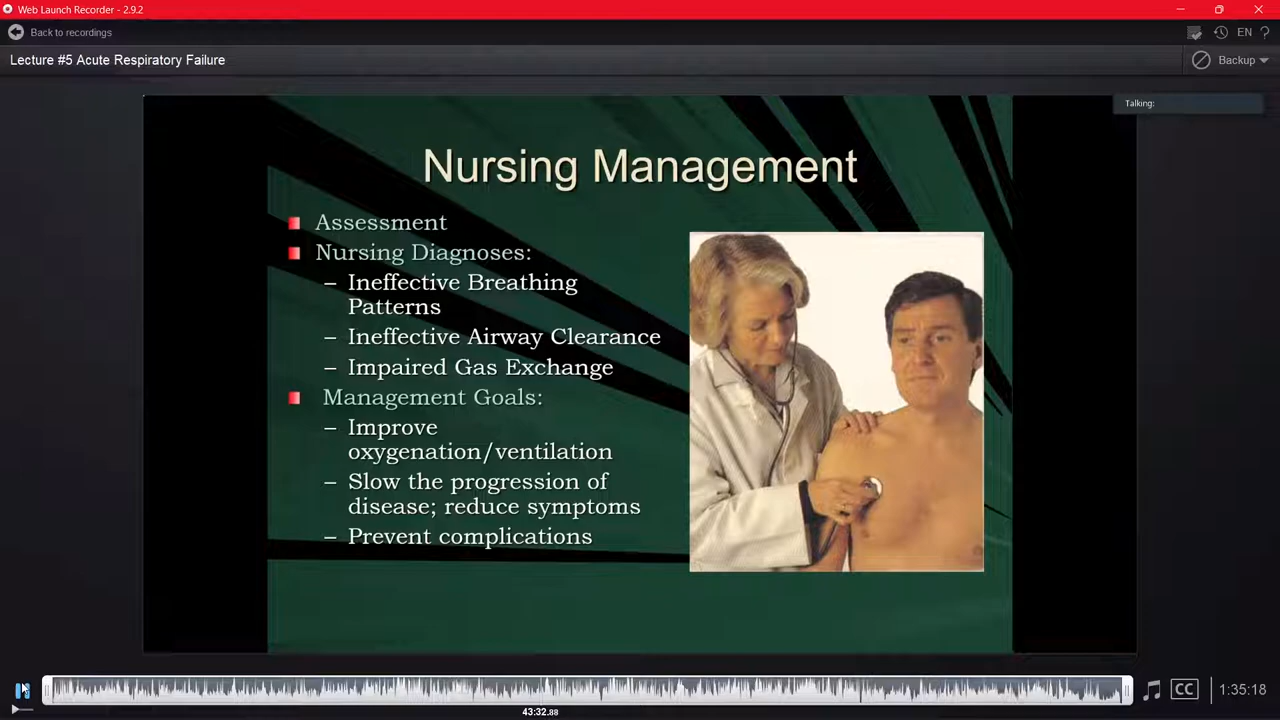 Web Launch Recorder - 2.9.2
Back to recordings
EN ?
Lecture #5 Acute Respiratory Failure
Backup
Talking:
Nursing Management
Assessment
Nursing Diagnoses:
– Ineffective Breathing
Patterns
– Ineffective Airway Clearance
– Impaired Gas Exchange
Management Goals:
– Improve
oxygenation/ventilation
– Slow the progression of
disease; reduce symptoms
– Prevent complications
CC
1:35:18
43:32.88